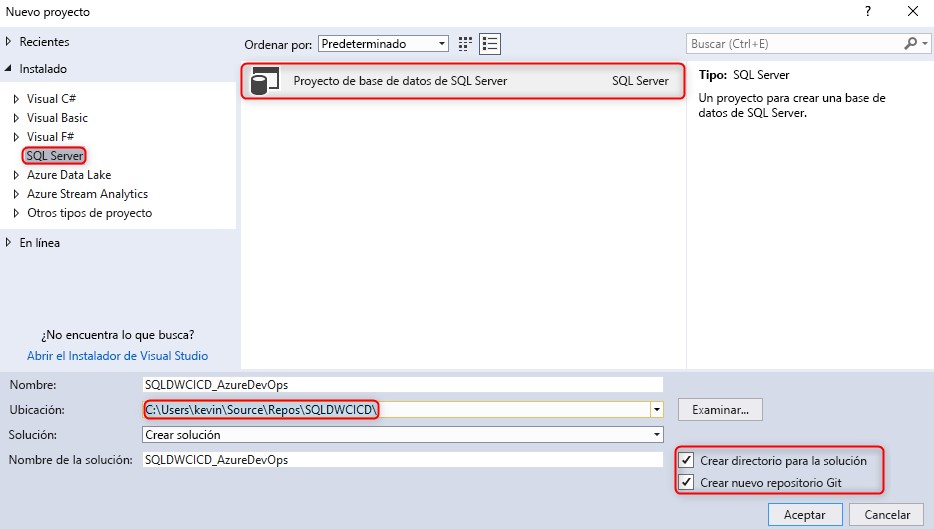 Nuevo proyecto
?
Recientes
Instalado
Visual C#
Visual Basic
Visual F#
SQL Server
Azure Data Lake
Azure Stream Analytics
Otros tipos de proyecto
En línea
¿No encuentra lo que busca?
Abrir el Instalador de Visual Studio
Ordenar por: Predeterminado
Proyecto de base de datos de SQL Server SQL Server
Buscar (Ctrl+E)
Tipo: SQL Server
Un proyecto para crear una base de
datos de SQL Server.
Nombre: SQLDWCICD_AzureDevOps
Ubicación: C:\Users\kevin\Source\Repos\SQLDWCICD\ Examinar...
Solución: Crear solución
Nombre de la solución: SQLDWCICD_AzureDevOps
Crear directorio para la solución
Crear nuevo repositorio Git
Aceptar Cancelar